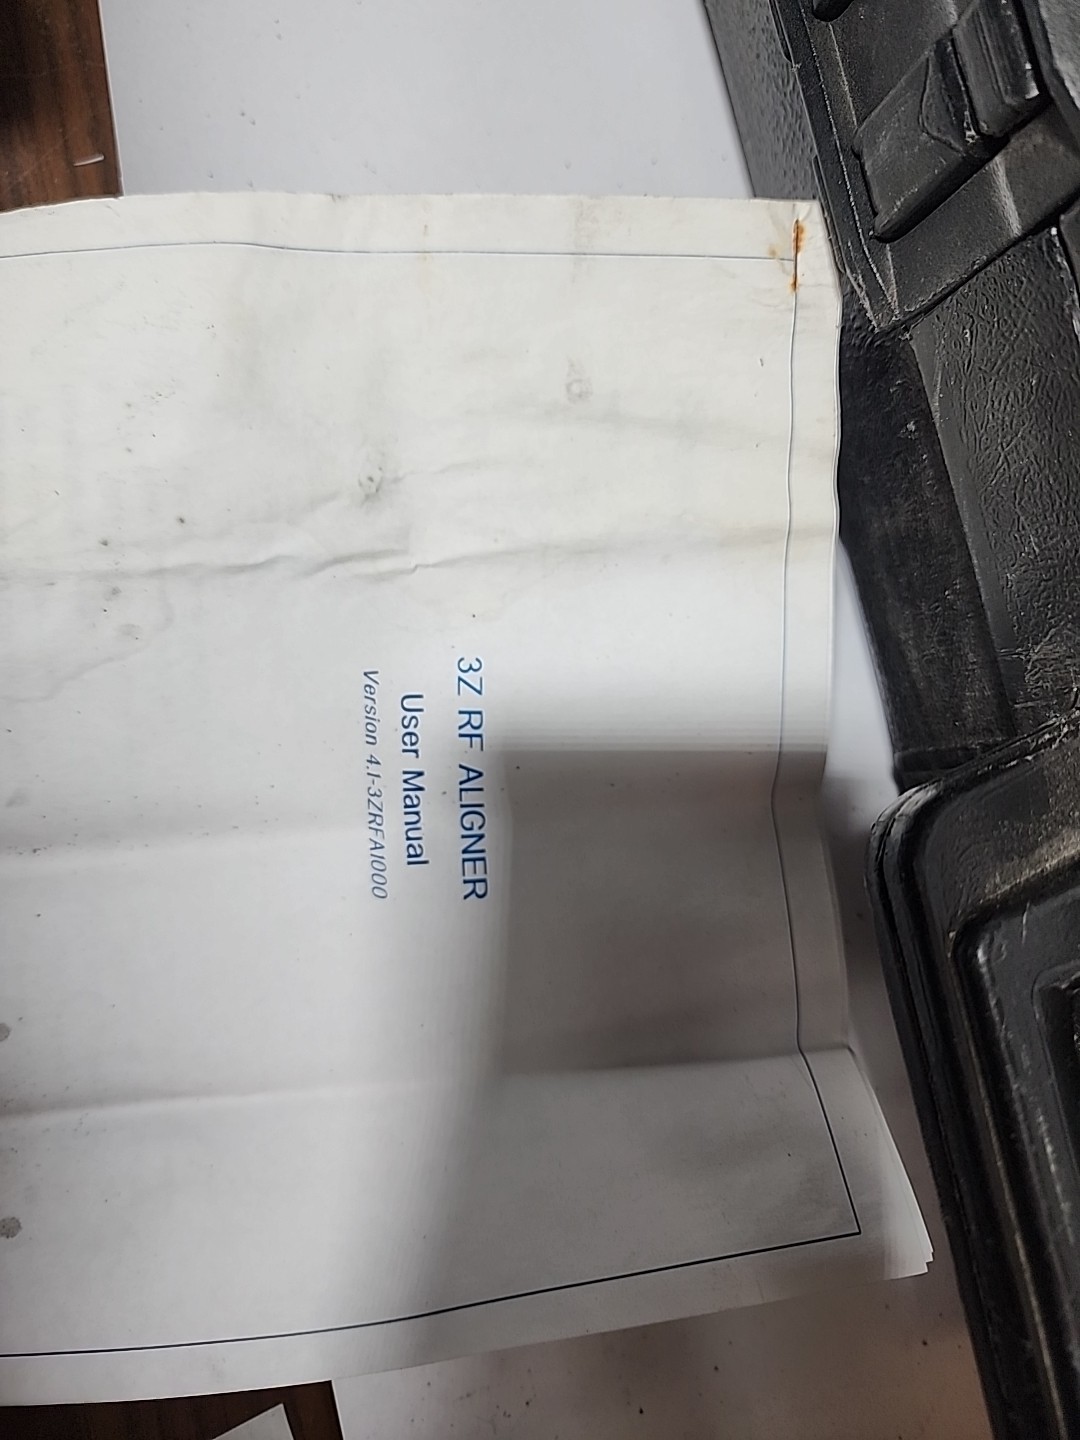 3Z RF ALIGNER
User Manual
Version 4.1-3ZRFA1000